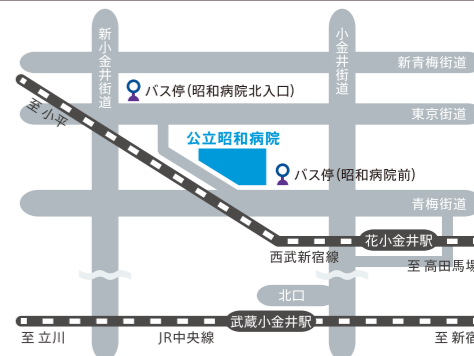 新小金井街道
小金井街道
新青梅街道
バス停(昭和病院北入口)
至 小平
東京街道
公立昭和病院
バス停(昭和病院前)
青梅街道
花小金井駅
西武新宿線
至 高田馬場
北口
武蔵小金井駅
至 立川
JR中央線
至 新宿